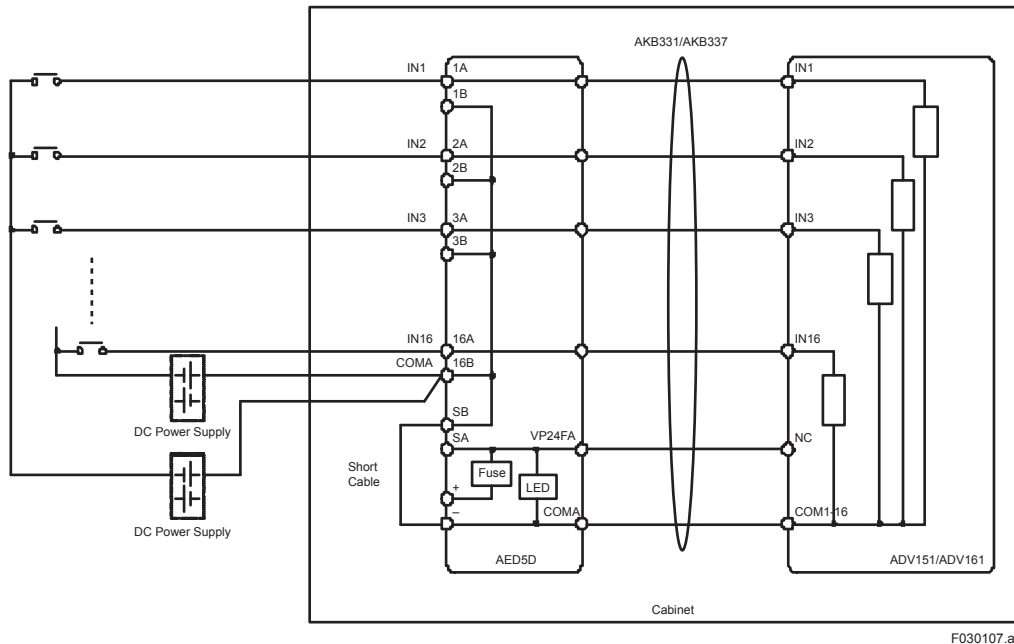 AKB331/AKB337
IN1
1A
IN1
1B
IN2
2A
IN2
2B
IN3
3A
IN3
3B
IN16
16A
IN16
COMA
16B
SB
DC Power Supply
SA
VP24FA
NC
Short
Cable
Fuse
LED
+
–
COMA
COM1-16
DC Power Supply
AED5D
ADV151/ADV161
Cabinet
F030107.a